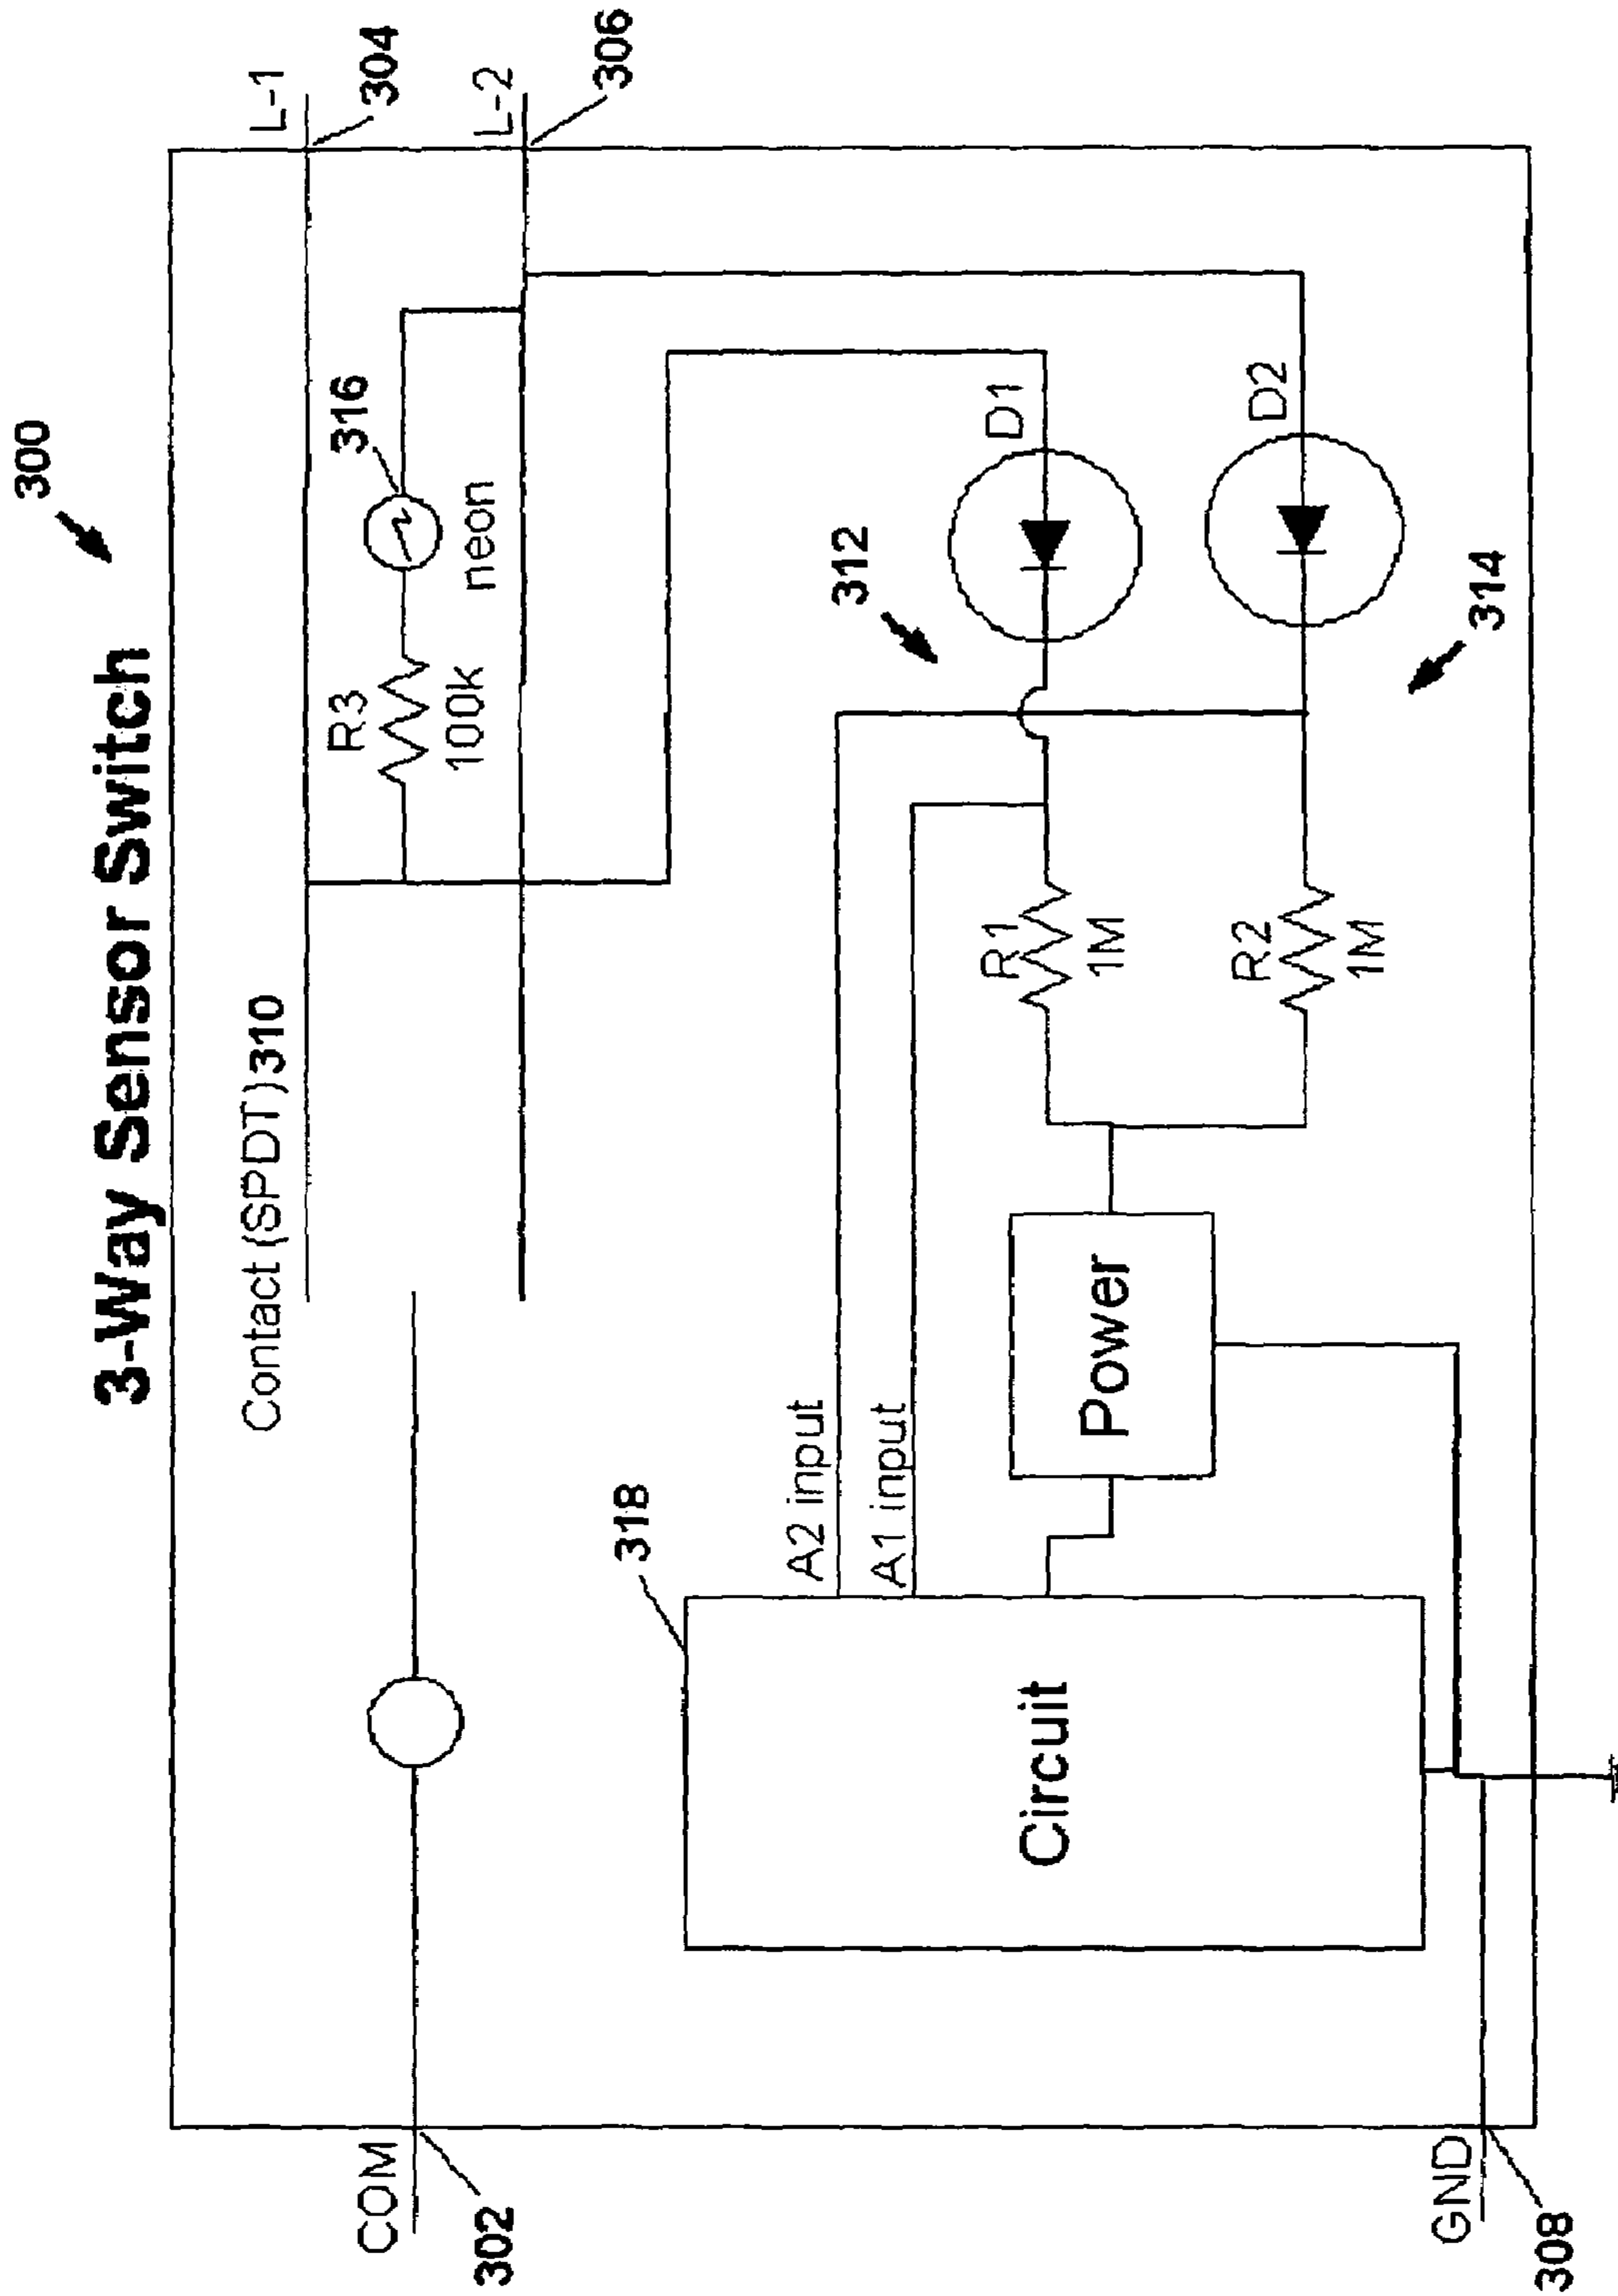 3-Way Sensor Switch
300
Contact (SPDT) 310
L-1
304
R3
316
100k
neon
L-2
306
COM
302
318
A2 input
A1 input
312
D1
R1
1M
Power
Circuit
D2
R2
1M
314
GND
308